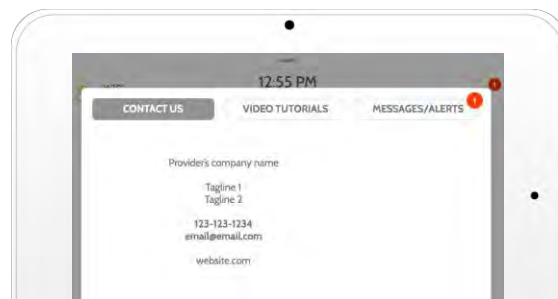 12:55 PM
CONTACT US
VIDEO TUTORIALS
MESSAGES/ALERTS
1
Provider's company name
Tagline 1
Tagline 2
123-123-1234
email@email.com
website.com